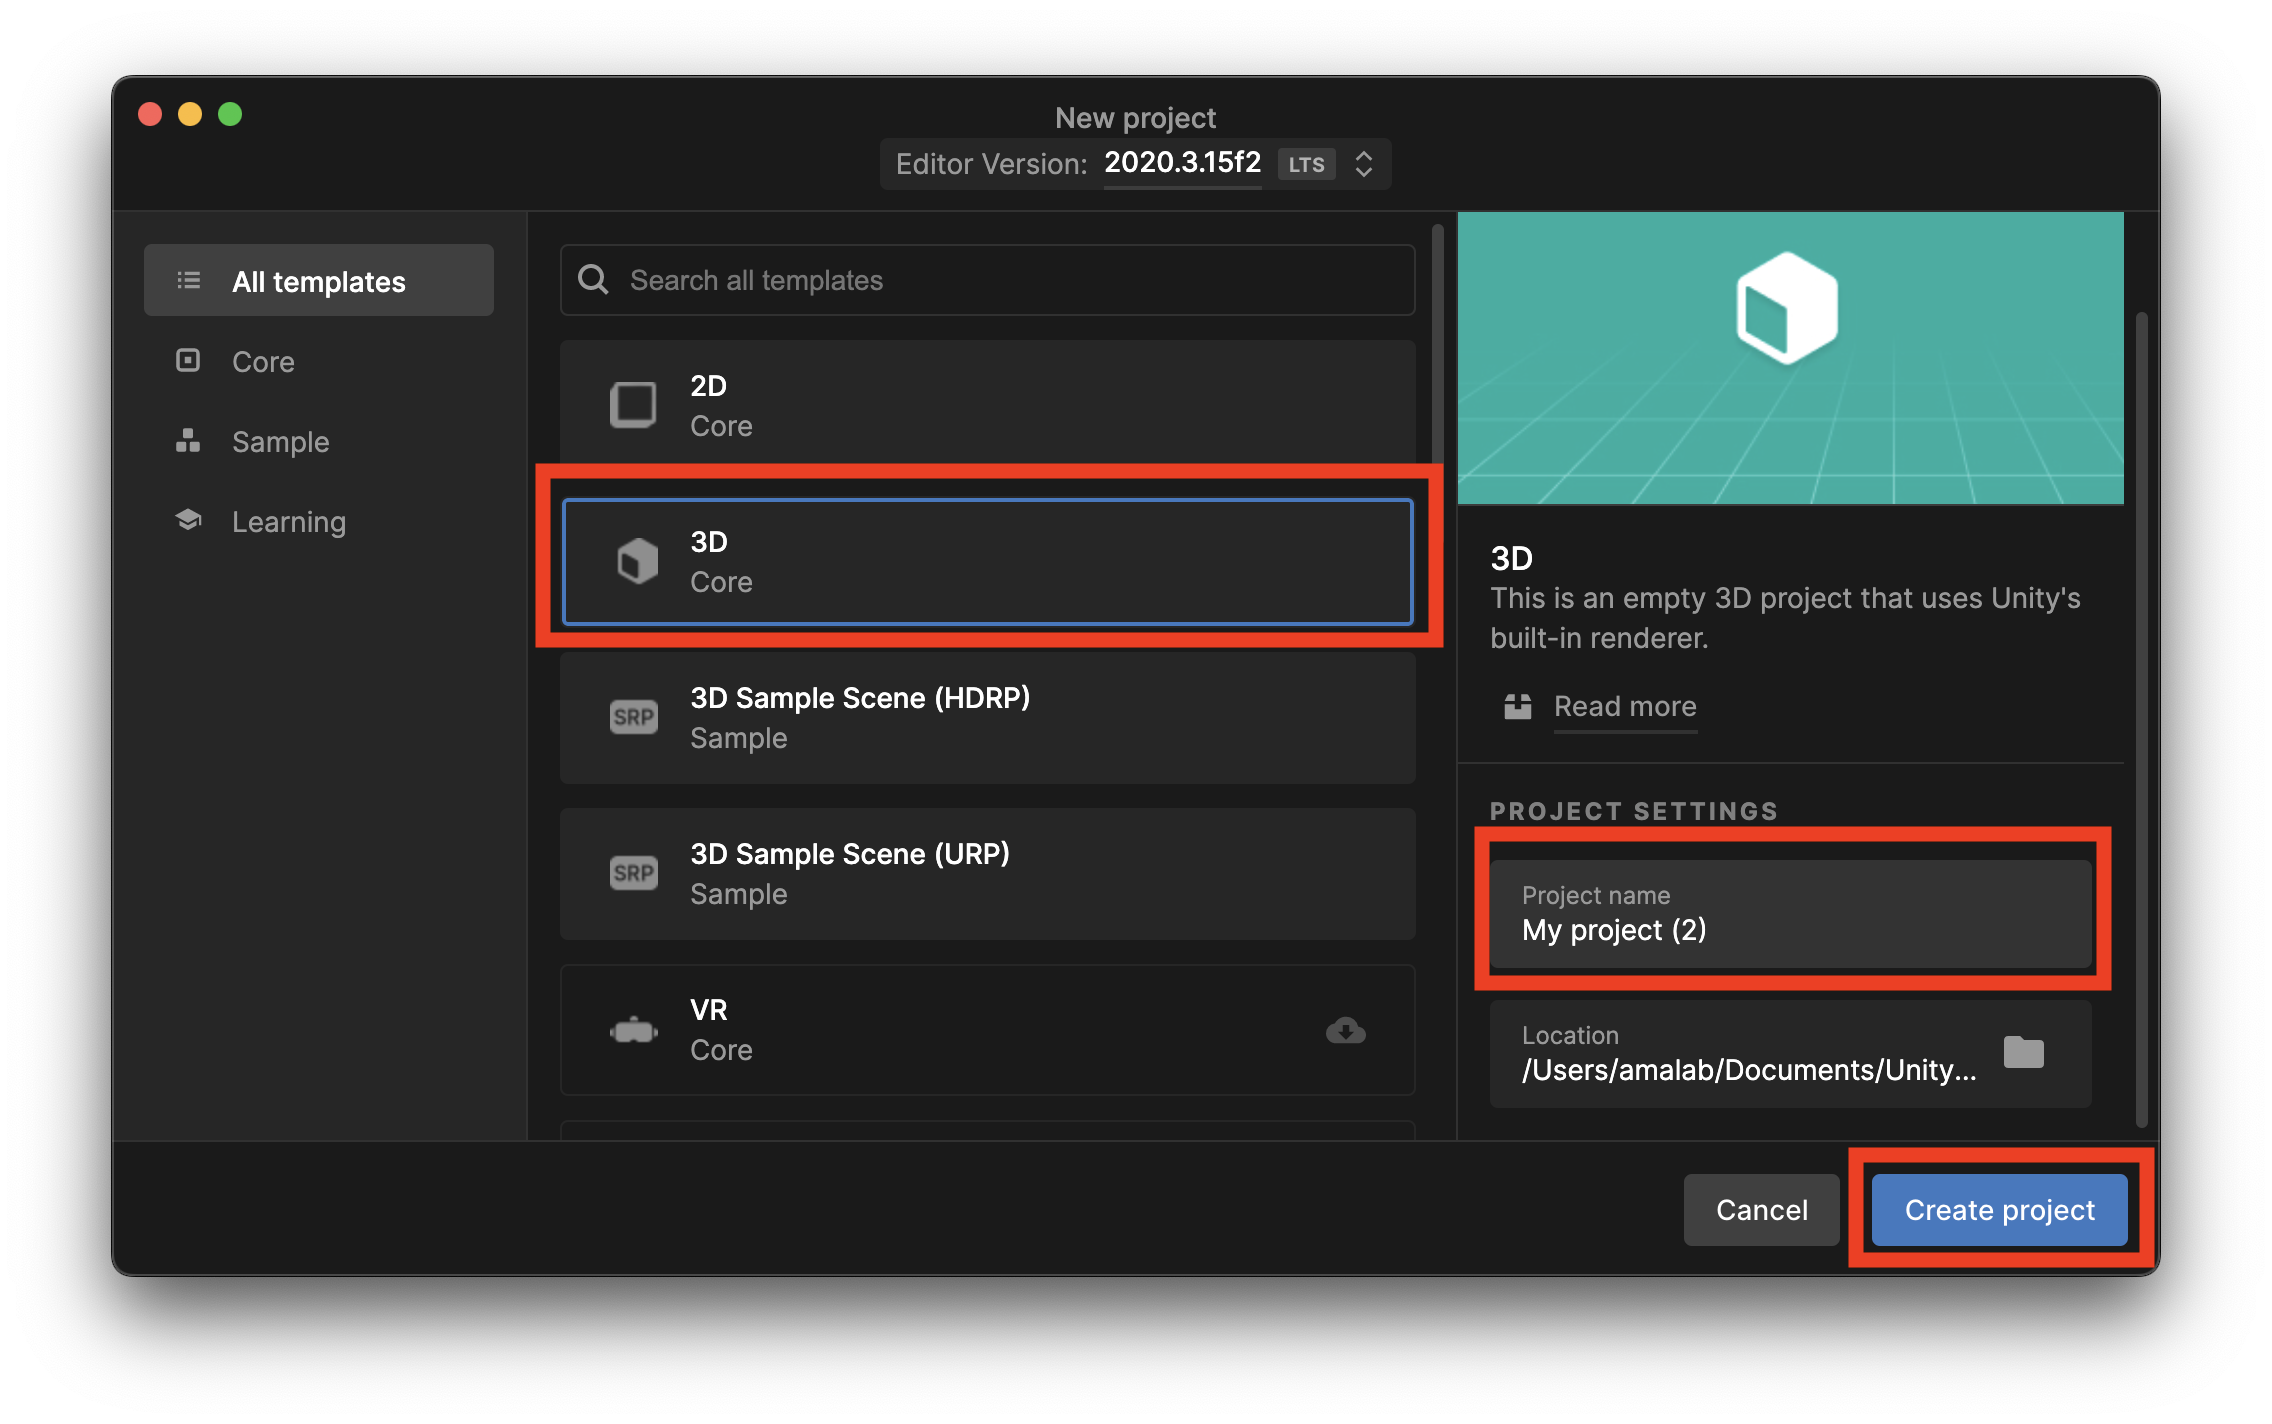 New project
Editor Version: 2020.3.15f2 LTS
All templates
Core
Sample
Learning
Search all templates
2D
Core
3D
Core
SRP
3D Sample Scene (HDRP)
Sample
SRP
3D Sample Scene (URP)
Sample
VR
Core
3D
This is an empty 3D project that uses Unity's
built-in renderer.
Read more
PROJECT SETTINGS
Project name
My project (2)
Location
/Users/amalab/Documents/Unity...
Cancel
Create project